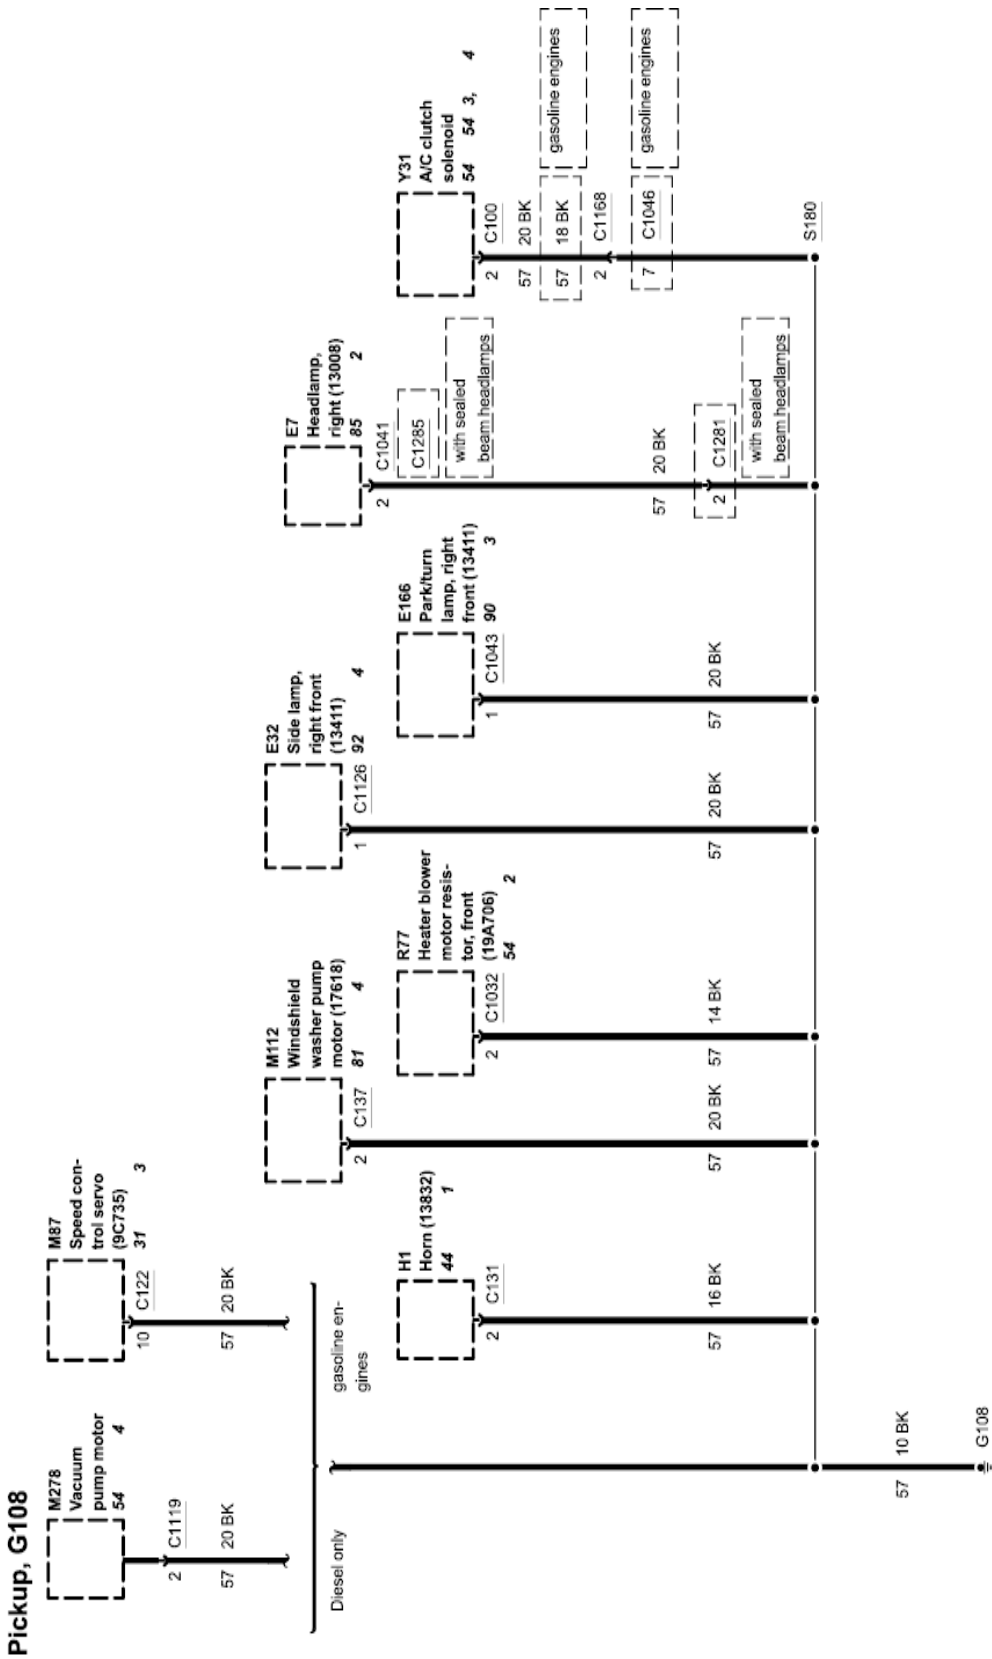 Pickup, G108
M278
Vacuum
pump motor
54 4
2 C1119
57 20 BK
Diesel only
M87
Speed con-
trol servo
(9C735)
31 3
10 C122
57 20 BK
gasoline en-
gines
57 10 BK
G108
H1
Horn (13832)
44 1
2 C131
57 16 BK
M112
Windshield
washer pump
motor (17618)
81 4
2 C137
57 20 BK
R77
Heater blower
motor resis-
tor, front
(19A706)
54 2
2 C1032
57 14 BK
E32
Side lamp,
right front
(13411)
92 4
1 C1126
57 20 BK
E166
Park/turn
lamp, right
front (13411)
90 3
1 C1043
57 20 BK
E7
Headlamp,
right (13008)
85 2
2 C1041
C1285
with sealed
beam headlamps
57 20 BK
2 C1281
with sealed
beam headlamps
Y31
A/C clutch
solenoid
54 54 3, 4
2 C100
57 20 BK
57 18 BK gasoline engines
2 C1168
7 C1046 gasoline engines
S180